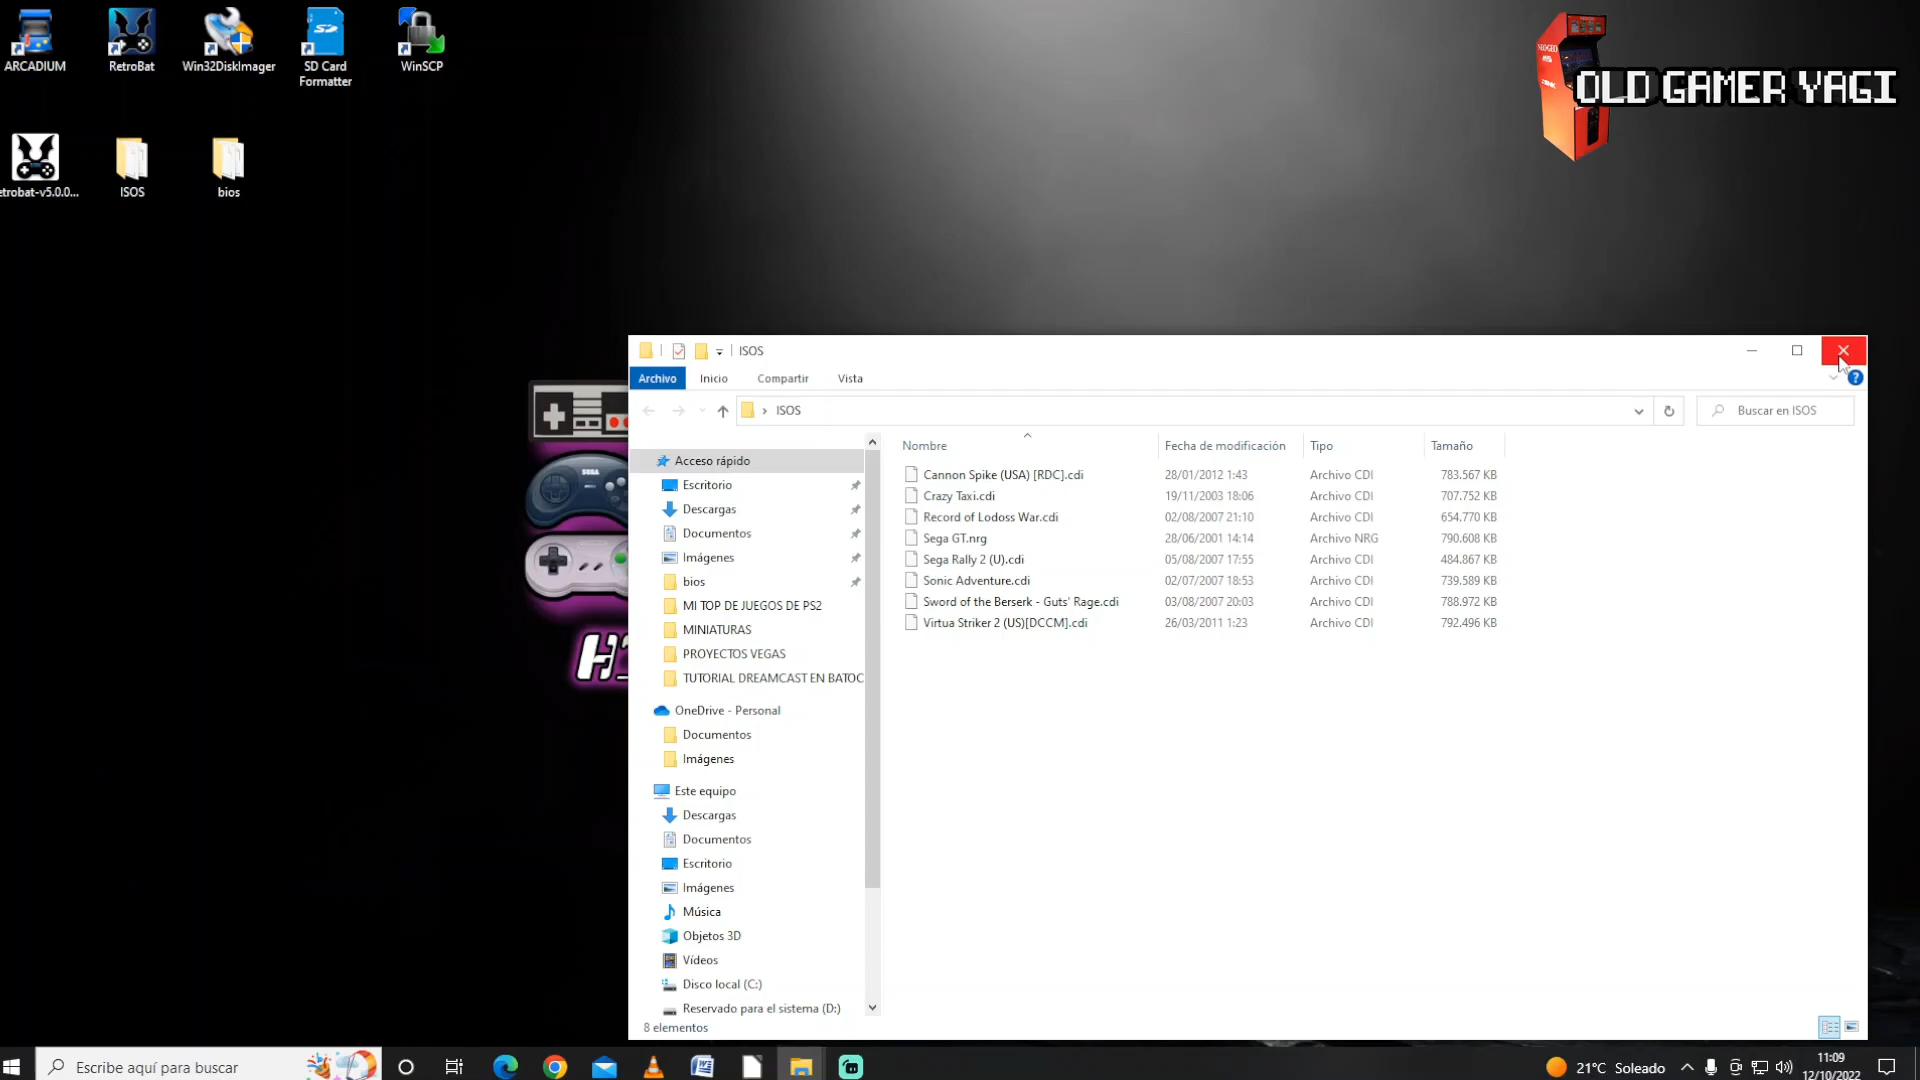 ARCADIUM
RetroBat
Win32DiskImager
SD Card
Formatter
WinSCP
etrobat-v5.0.0...
ISOS
bios
NEO GEO
OLD GAMER YAGI
ISOS
Archivo
Inicio
Compartir
Vista
ISOS
Buscar en ISOS
Acceso rápido
Escritorio
Descargas
Documentos
Imágenes
bios
MI TOP DE JUEGOS DE PS2
MINIATURAS
PROYECTOS VEGAS
TUTORIAL DREAMCAST EN BATOC
OneDrive - Personal
Documentos
Imágenes
Este equipo
Descargas
Documentos
Escritorio
Imágenes
Música
Objetos 3D
Vídeos
Disco local (C:)
Reservado para el sistema (D:)
Nombre Fecha de modificación Tipo Tamaño
Cannon Spike (USA) [RDC].cdi 28/01/2012 1:43 Archivo CDI 783.567 KB
Crazy Taxi.cdi 19/11/2003 18:06 Archivo CDI 707.752 KB
Record of Lodoss War.cdi 02/08/2007 21:10 Archivo CDI 654.770 KB
Sega GT.nrg 28/06/2001 14:14 Archivo NRG 790.608 KB
Sega Rally 2 (U).cdi 05/08/2007 17:55 Archivo CDI 484.867 KB
Sonic Adventure.cdi 02/07/2007 18:53 Archivo CDI 739.589 KB
Sword of the Berserk - Guts' Rage.cdi 03/08/2007 20:03 Archivo CDI 788.972 KB
Virtua Striker 2 (US)[DCCM].cdi 26/03/2011 1:23 Archivo CDI 792.496 KB
8 elementos
SEGA
Escribe aquí para buscar
21°C Soleado
11:09
12/10/2022